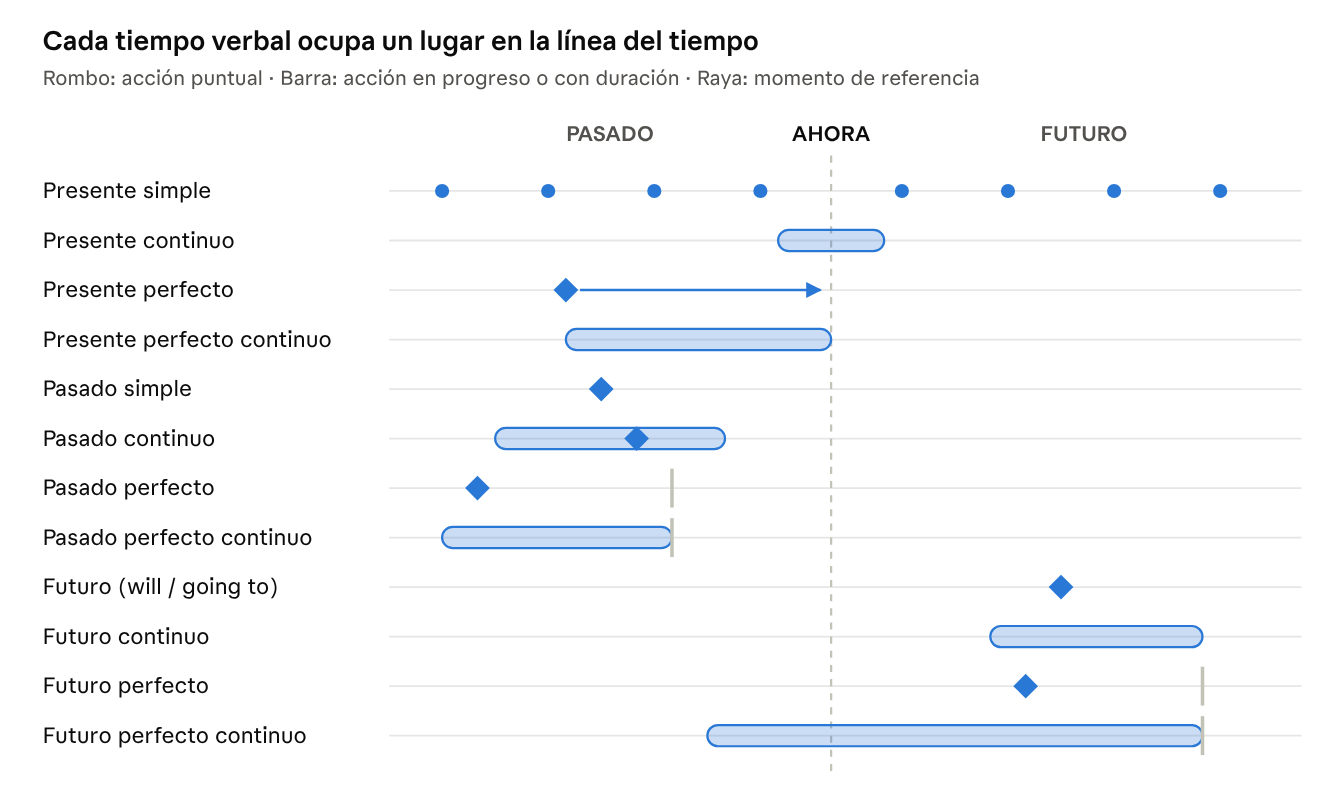 Cada tiempo verbal ocupa un lugar en la línea del tiempo
Rombo: acción puntual · Barra: acción en progreso o con duración · Raya: momento de referencia
PASADO AHORA FUTURO
Presente simple
Presente continuo
Presente perfecto
Presente perfecto continuo
Pasado simple
Pasado continuo
Pasado perfecto
Pasado perfecto continuo
Futuro (will / going to)
Futuro continuo
Futuro perfecto
Futuro perfecto continuo